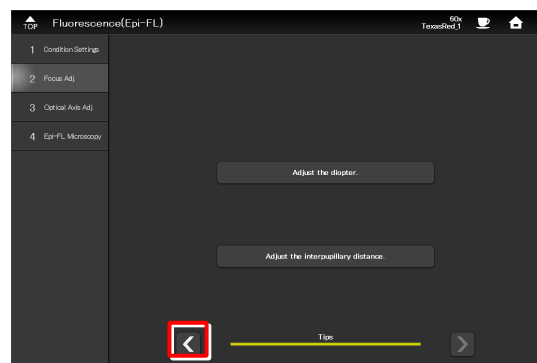 TOP Fluorescence(Epi-FL)
60x
TexasRed_1
1 Condition Settings
2 Focus Adj.
3 Optical Axis Adj.
4 Epi-FL Microscopy
Adjust the diopter.
Adjust the interpupillary distance.
Tips